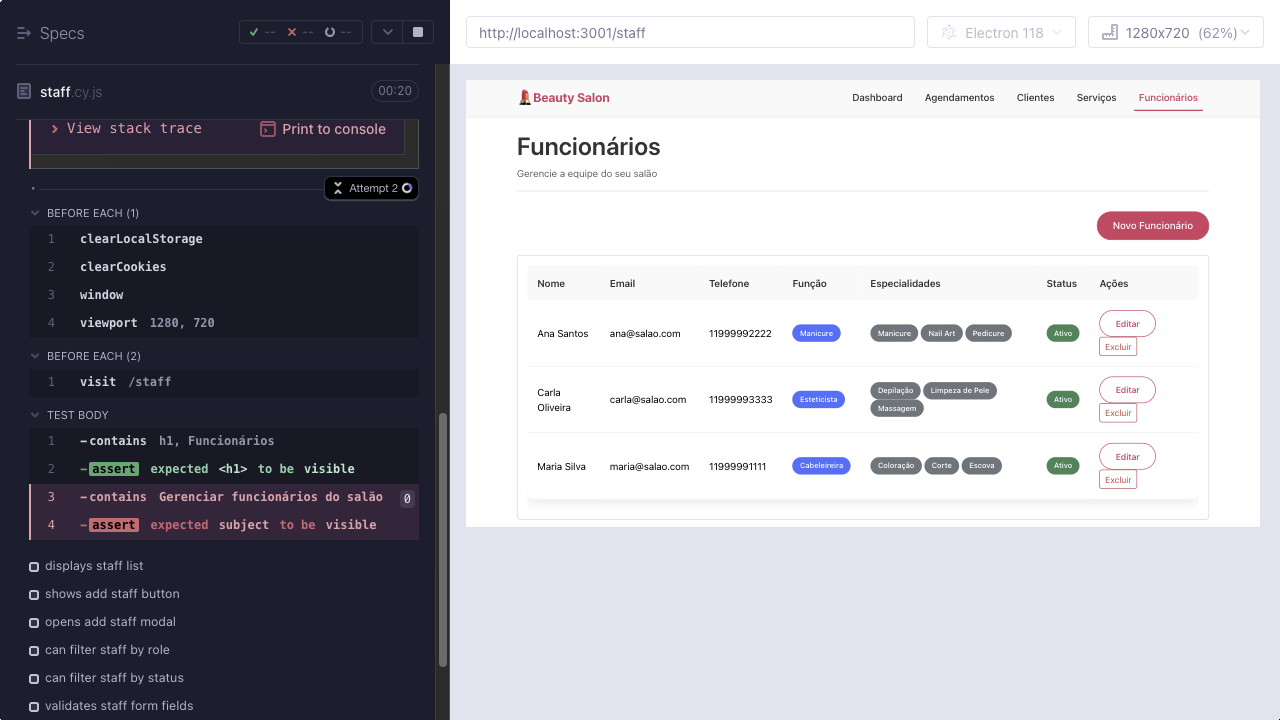 Specs
-- -- --
staff.cy.js
00:20
View stack trace
Print to console
Attempt 2
BEFORE EACH (1)
1 clearLocalStorage
2 clearCookies
3 window
4 viewport 1280, 720
BEFORE EACH (2)
1 visit /staff
TEST BODY
1 -contains h1, Funcionários
2 -assert expected <h1> to be visible
3 -contains Gerenciar funcionários do salão 0
4 -assert expected subject to be visible
displays staff list
shows add staff button
opens add staff modal
can filter staff by role
can filter staff by status
validates staff form fields
http://localhost:3001/staff
Electron 118
1280x720 (62%)
Beauty Salon
Dashboard Agendamentos Clientes Serviços Funcionários
Funcionários
Gerencie a equipe do seu salão
Novo Funcionário
Nome Email Telefone Função Especialidades Status Ações
Ana Santos ana@salao.com 11999992222 Manicure Manicure Nail Art Pedicure Ativo Editar
Excluir
Carla Oliveira carla@salao.com 11999993333 Esteticista Depilação Limpeza de Pele Massagem Ativo Editar
Excluir
Maria Silva maria@salao.com 11999991111 Cabeleireira Coloração Corte Escova Ativo Editar
Excluir